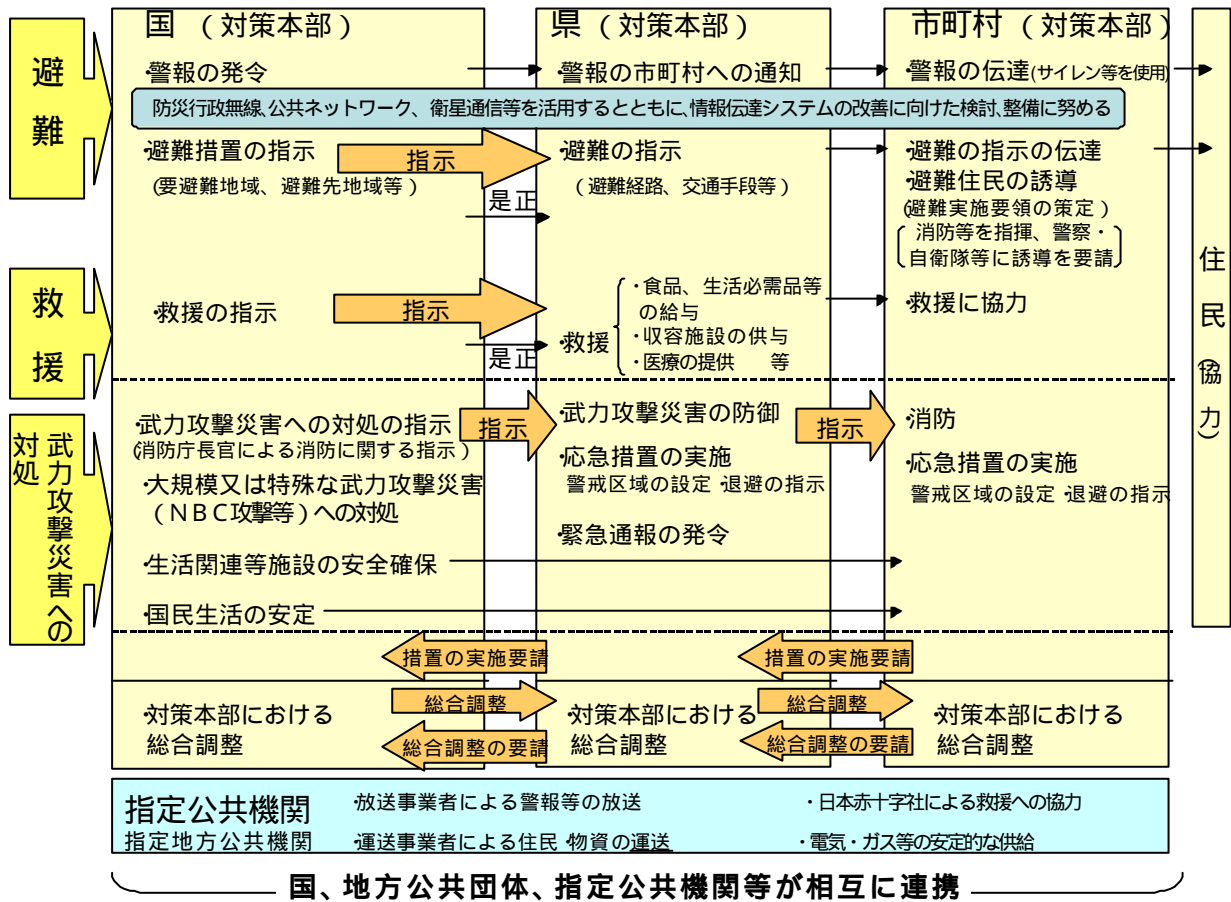 国 （対策本部）
県（対策本部）
市町村（対策本部）
避難
・警報の発令
・警報の市町村への通知
・警報の伝達(サイレン等を使用)
防災行政無線、公共ネットワーク、衛星通信等を活用するとともに、情報伝達システムの改善に向けた検討、整備に努める
・避難措置の指示
(要避難地域、避難先地域等)
指示
是正
・避難の指示
（避難経路、交通手段等）
・避難の指示の伝達
・避難住民の誘導
(避難実施要領の策定)
消防等を指揮、警察・
自衛隊等に誘導を要請
救援
・救援の指示
指示
是正
・救援
・食品、生活必需品等
の給与
・収容施設の供与
・医療の提供　等
・救援に協力
住民（協力）
武力攻撃災害への
対処
・武力攻撃災害への対処の指示
(消防庁長官による消防に関する指示)
指示
・武力攻撃災害の防御
指示
・消防
・大規模又は特殊な武力攻撃災害
（ＮＢＣ攻撃等）への対処
・応急措置の実施
警戒区域の設定・退避の指示
・応急措置の実施
警戒区域の設定・退避の指示
・緊急通報の発令
・生活関連等施設の安全確保
・国民生活の安定
措置の実施要請
措置の実施要請
・対策本部における
総合調整
総合調整
総合調整の要請
・対策本部における
総合調整
総合調整
総合調整の要請
・対策本部における
総合調整
指定公共機関
指定地方公共機関
・放送事業者による警報等の放送
・日本赤十字社による救援への協力
・運送事業者による住民・物資の運送
・電気・ガス等の安定的な供給
国、地方公共団体、指定公共機関等が相互に連携